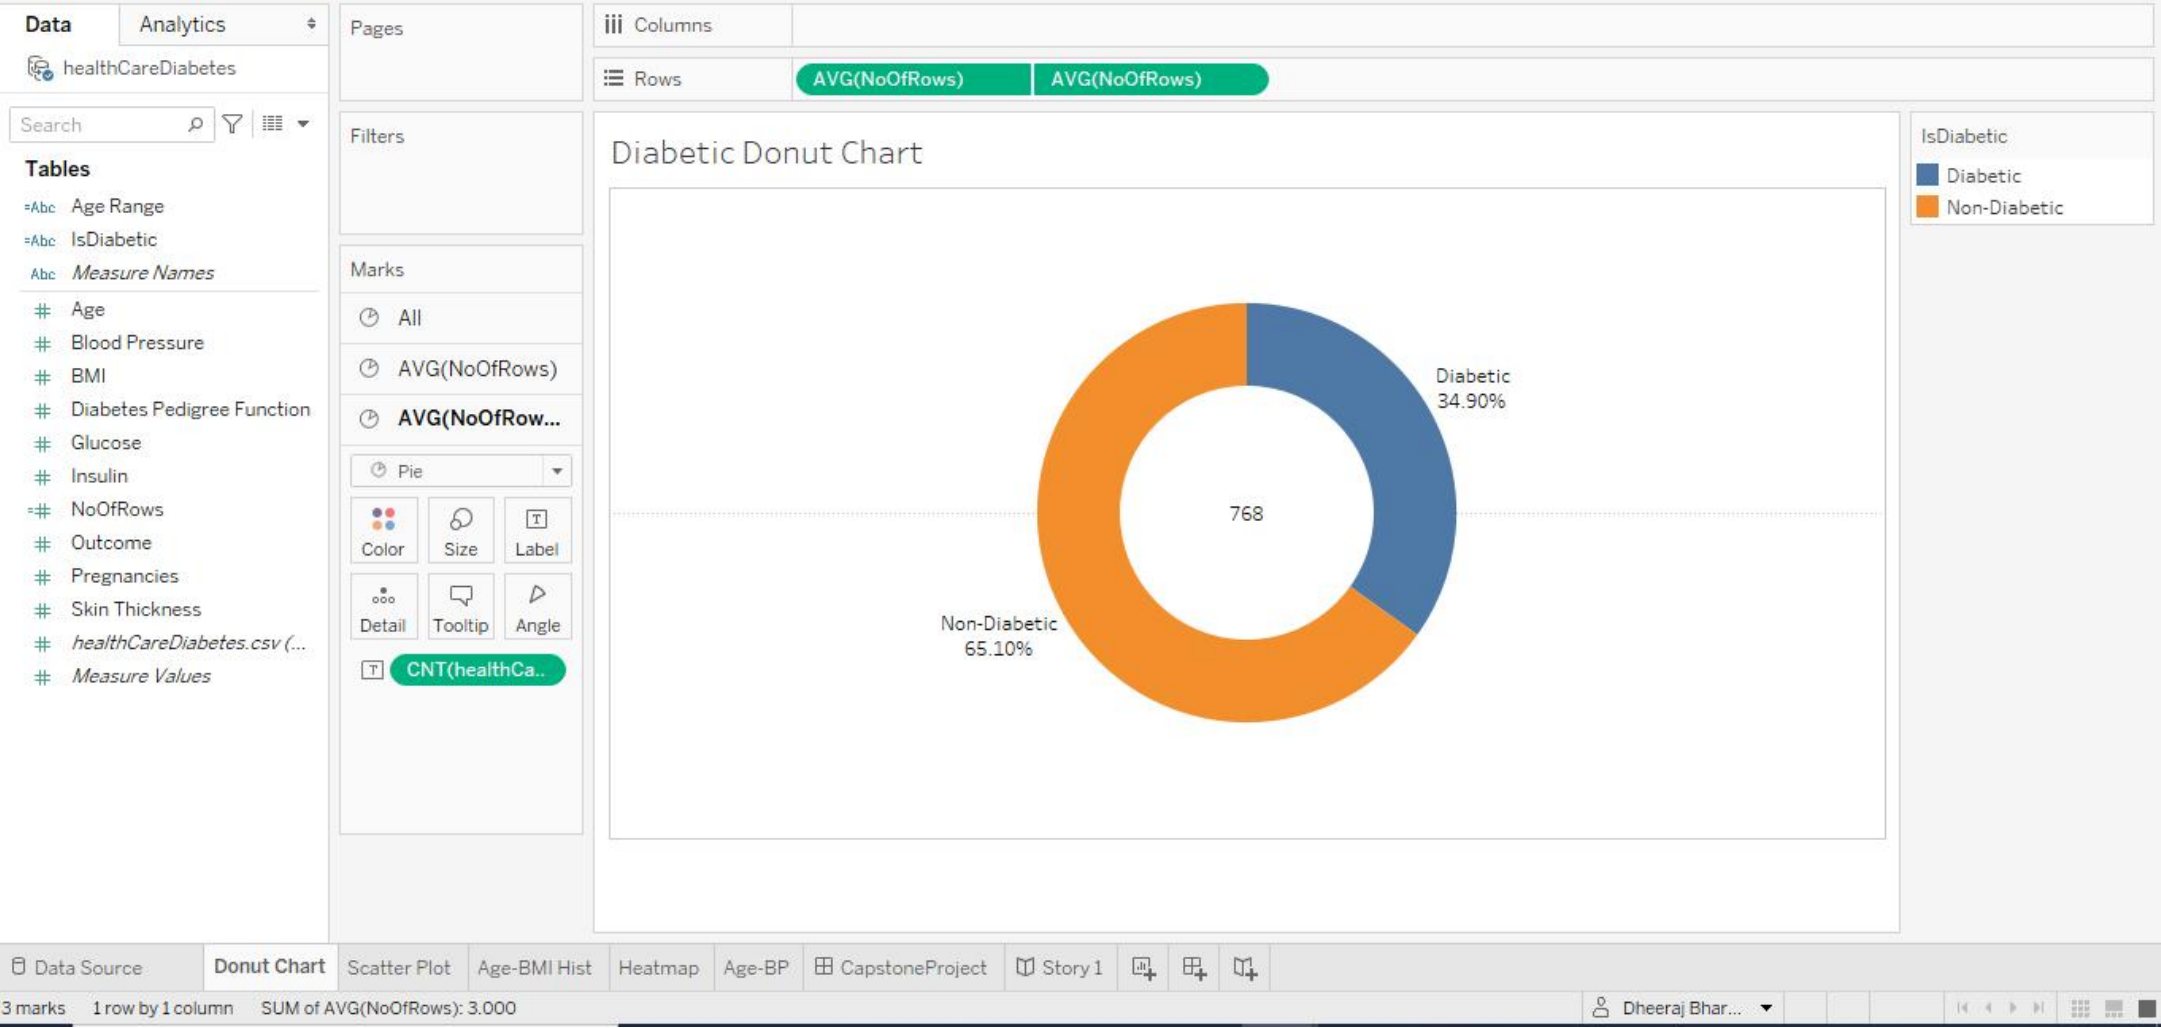 Data
Analytics
healthCareDiabetes
Search
Tables
=Abc Age Range
=Abc IsDiabetic
Abc Measure Names
# Age
# Blood Pressure
# BMI
# Diabetes Pedigree Function
# Glucose
# Insulin
=# NoOfRows
# Outcome
# Pregnancies
# Skin Thickness
# healthCareDiabetes.csv (...
# Measure Values
Pages
Filters
Marks
All
AVG(NoOfRows)
AVG(NoOfRow...
Pie
Color Size Label
T
Detail Tooltip Angle
T CNT(healthCa..
Columns
Rows AVG(NoOfRows) AVG(NoOfRows)
Diabetic Donut Chart
Diabetic
34.90%
768
Non-Diabetic
65.10%
IsDiabetic
Diabetic
Non-Diabetic
Data Source Donut Chart Scatter Plot Age-BMI Hist Heatmap Age-BP CapstoneProject Story 1
3 marks 1 row by 1 column SUM of AVG(NoOfRows): 3.000 Dheeraj Bhar...